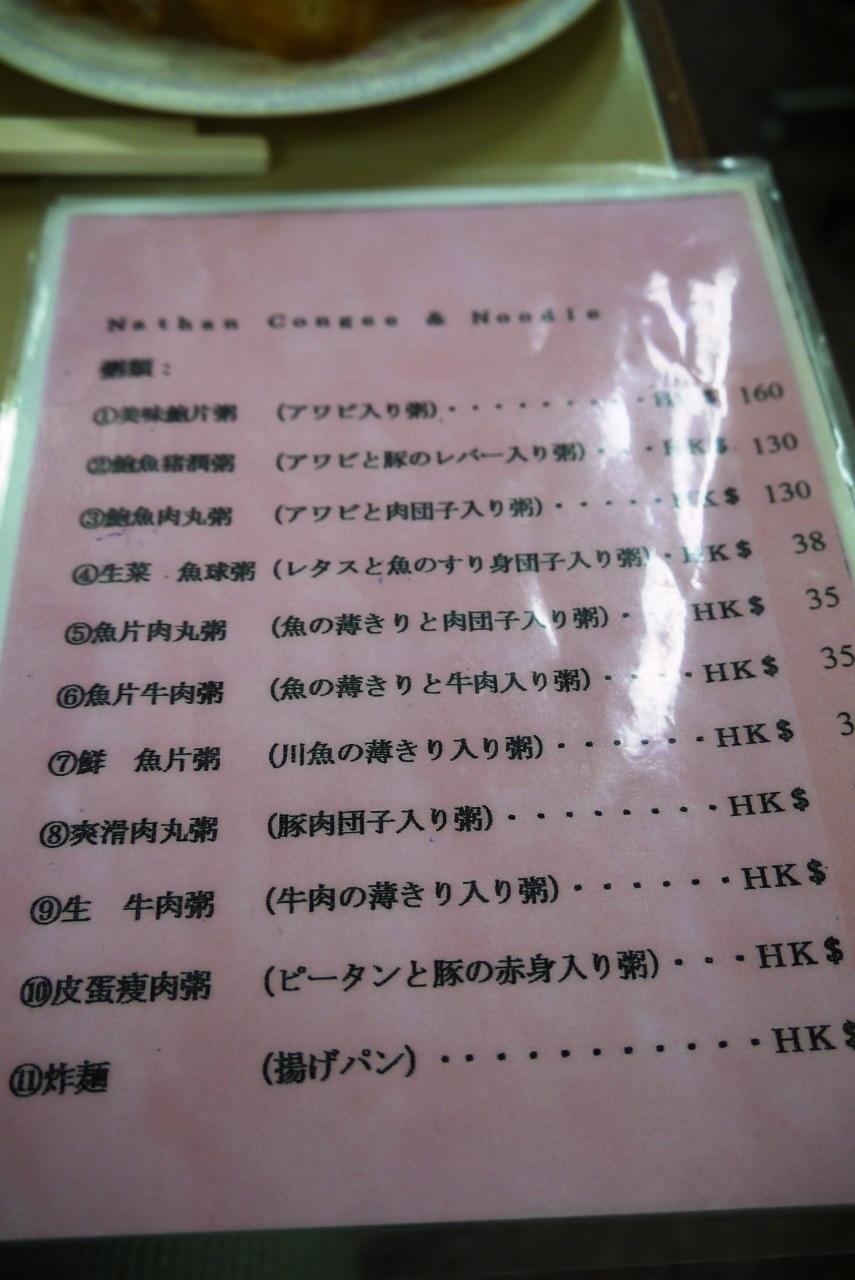 Nathan Congee & Noodle
粥類：
①美味鮑片粥 (アワビ入り粥)・・・・・・・・・HK$ 160
②鮑魚猪潤粥 (アワビと豚のレバー入り粥)・・・HK$ 130
③鮑魚肉丸粥 (アワビと肉団子入り粥)・・・・・HK$ 130
④生菜 魚球粥 (レタスと魚のすり身団子入り粥)・HK$ 38
⑤魚片肉丸粥 (魚の薄きりと肉団子入り粥)・・・HK$ 35
⑥魚片牛肉粥 (魚の薄きりと牛肉入り粥)・・・・HK$ 35
⑦鮮 魚片粥 (川魚の薄きり入り粥)・・・・・・HK$ 3
⑧爽滑肉丸粥 (豚肉団子入り粥)・・・・・・・・HK$
⑨生 牛肉粥 (牛肉の薄きり入り粥)・・・・・・HK$
⑩皮蛋瘦肉粥 (ピータンと豚の赤身入り粥)・・・HK$
⑪炸麺 (揚げパン)・・・・・・・・・・・HK$